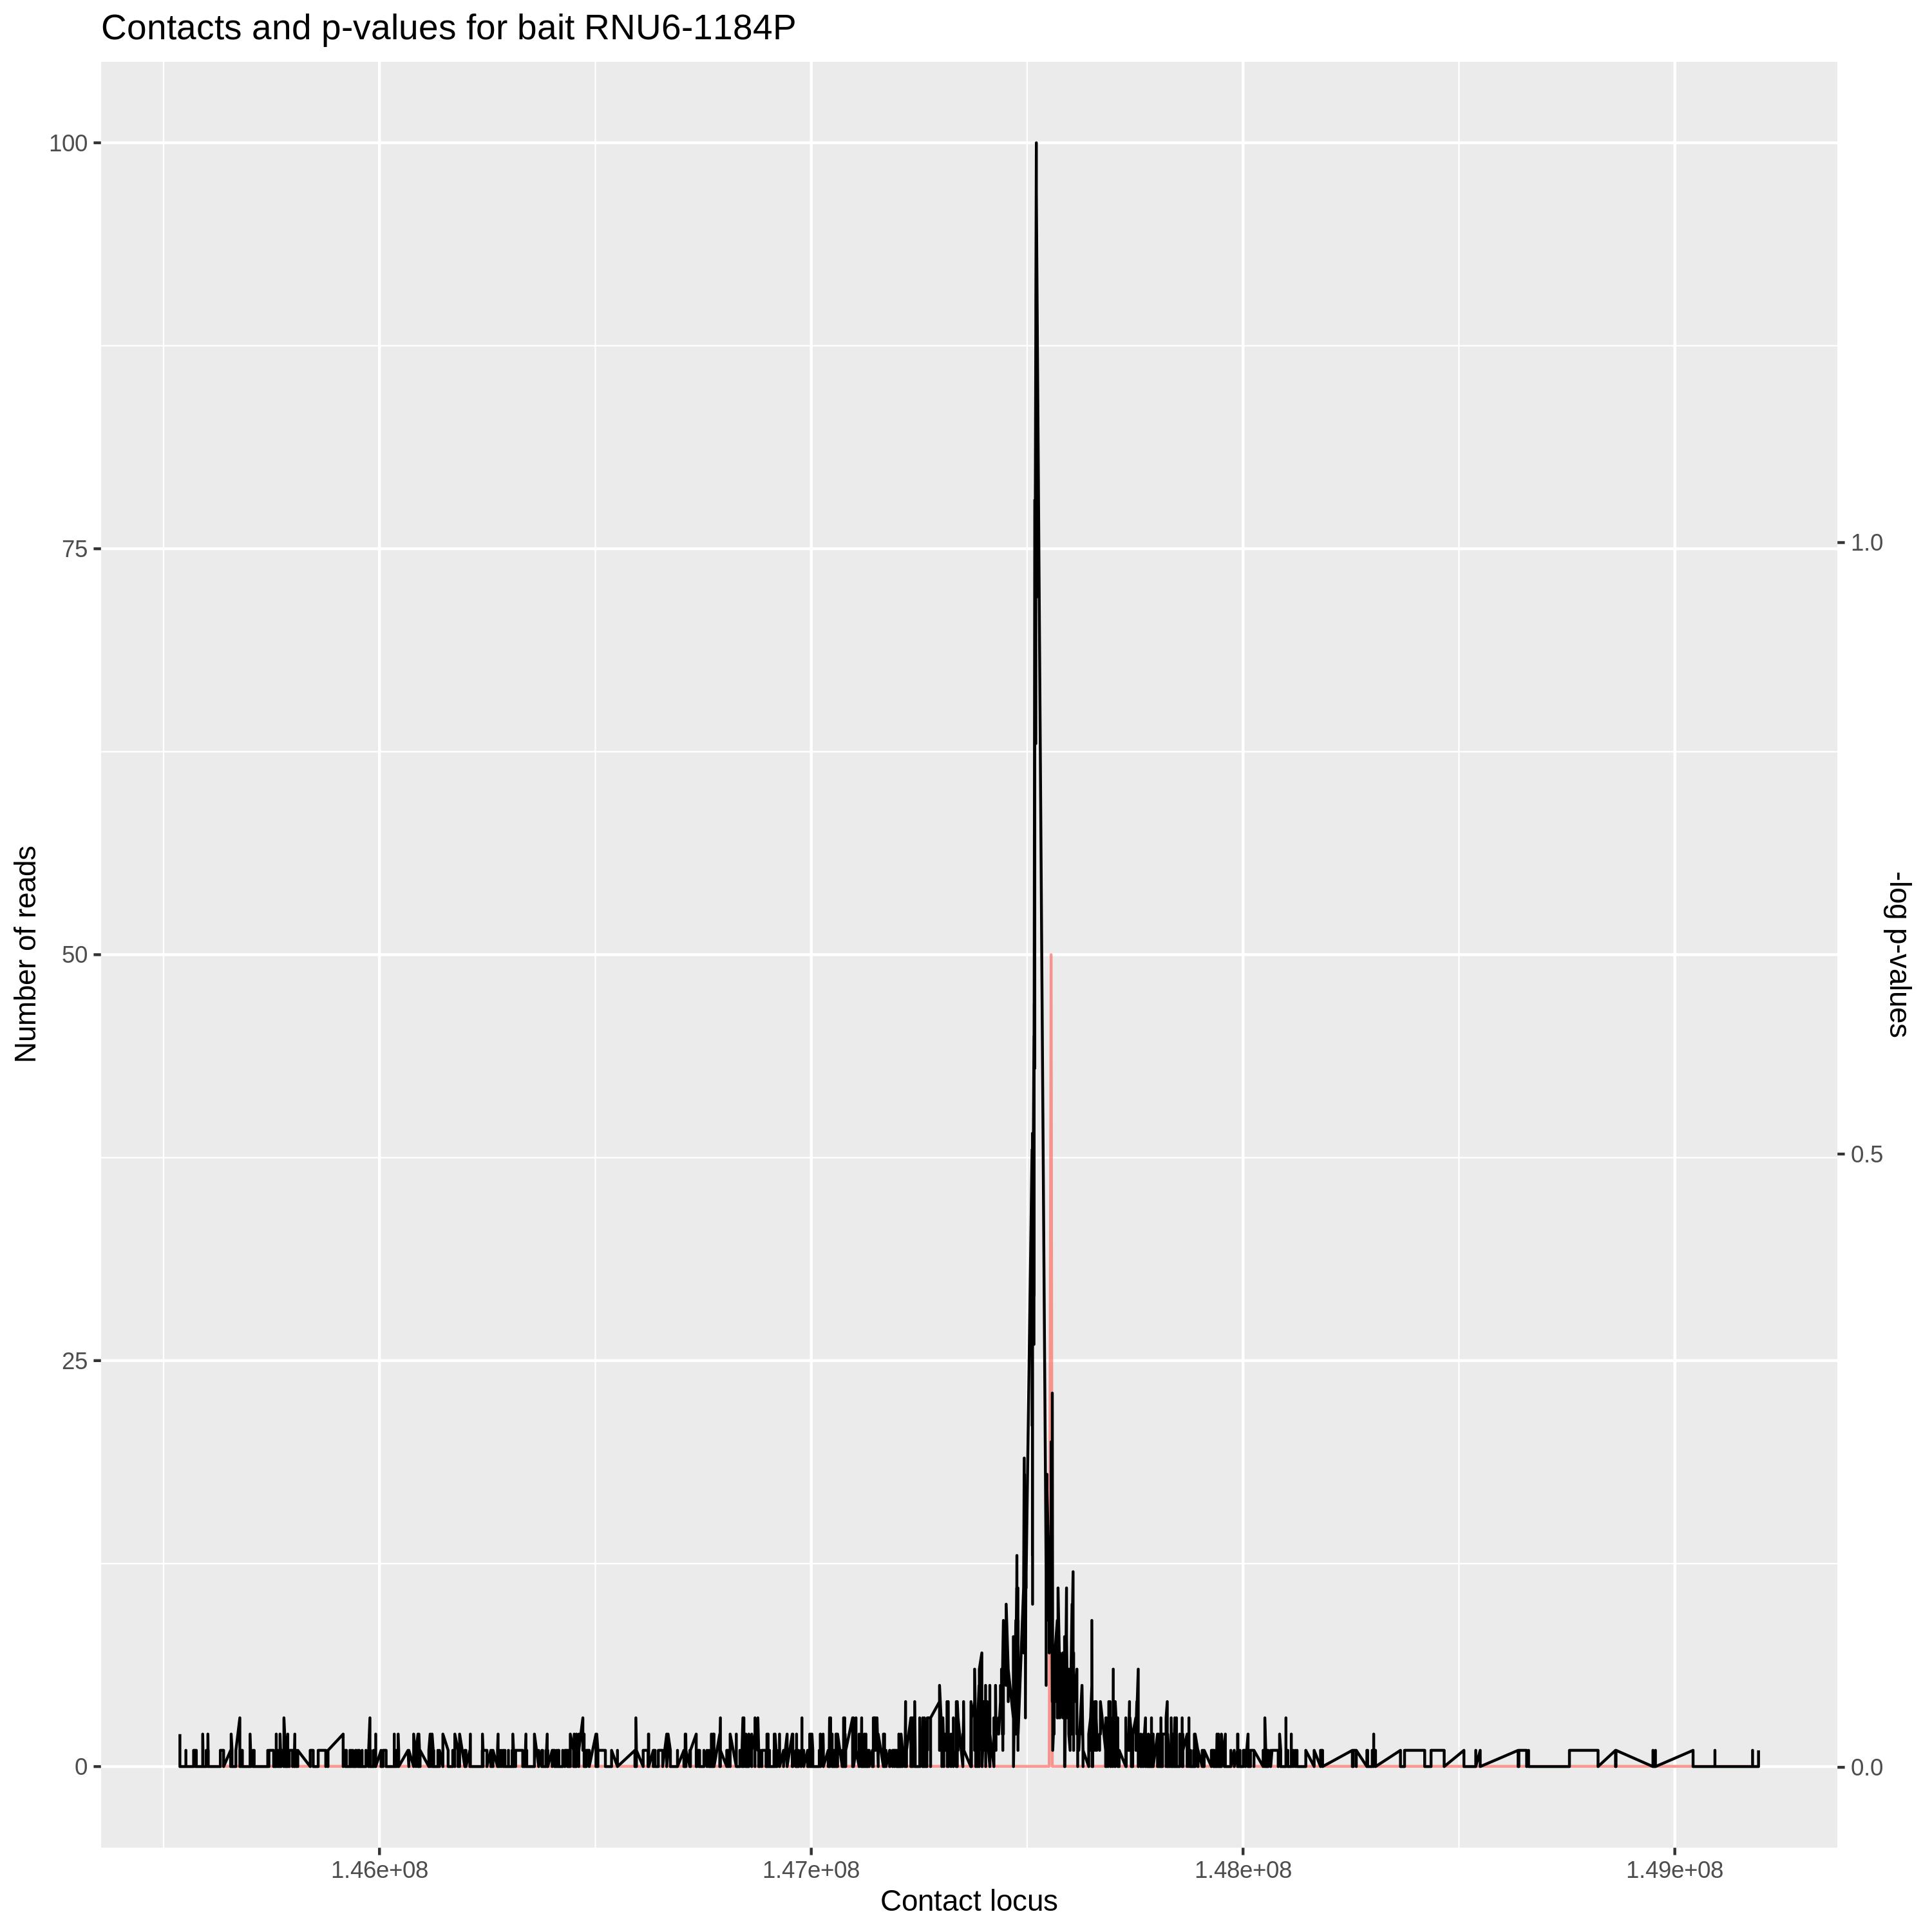 Contacts and p-values for bait RNU6-1184P
100
75
50
25
0
Number of reads
1.0
0.5
0.0
-log p-values
1.46e+08
1.47e+08
1.48e+08
1.49e+08
Contact locus